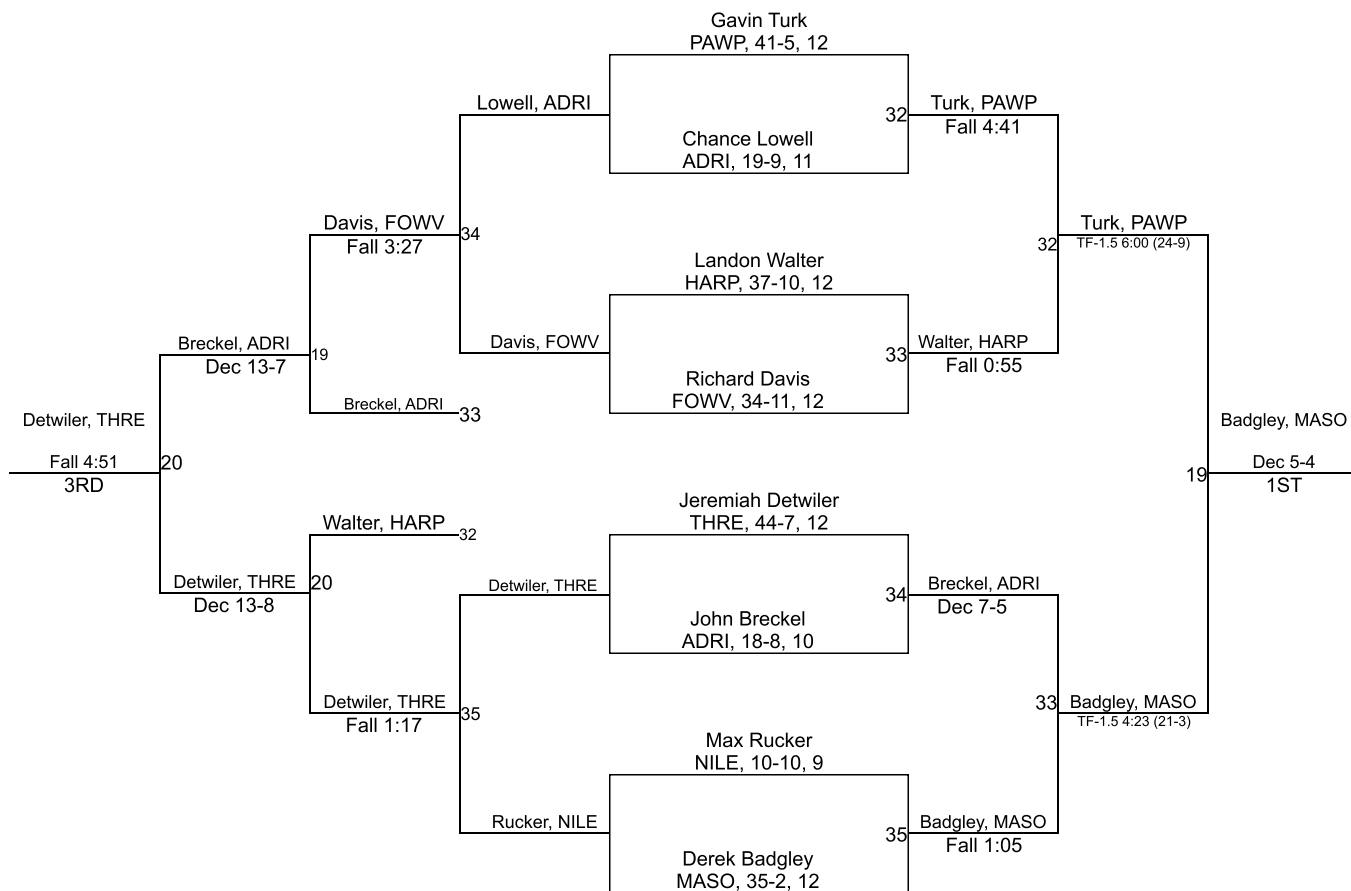 Gavin Turk
PAWP, 41-5, 12
Lowell, ADRI
32
Turk, PAWP
Fall 4:41
Chance Lowell
ADRI, 19-9, 11
Davis, FOWV
Fall 3:27
34
Turk, PAWP
TF-1.5 6:00 (24-9)
32
Landon Walter
HARP, 37-10, 12
Breckel, ADRI
Dec 13-7
19
Davis, FOWV
33
Walter, HARP
Fall 0:55
Richard Davis
FOWV, 34-11, 12
Breckel, ADRI
33
Detwiler, THRE
Fall 4:51
3RD
20
Badgley, MASO
Dec 5-4
1ST
19
Jeremiah Detwiler
THRE, 44-7, 12
Walter, HARP
32
Detwiler, THRE
Dec 13-8
20
Detwiler, THRE
34
Breckel, ADRI
Dec 7-5
John Breckel
ADRI, 18-8, 10
Detwiler, THRE
Fall 1:17
35
33
Badgley, MASO
TF-1.5 4:23 (21-3)
Max Rucker
NILE, 10-10, 9
Rucker, NILE
35
Badgley, MASO
Fall 1:05
Derek Badgley
MASO, 35-2, 12